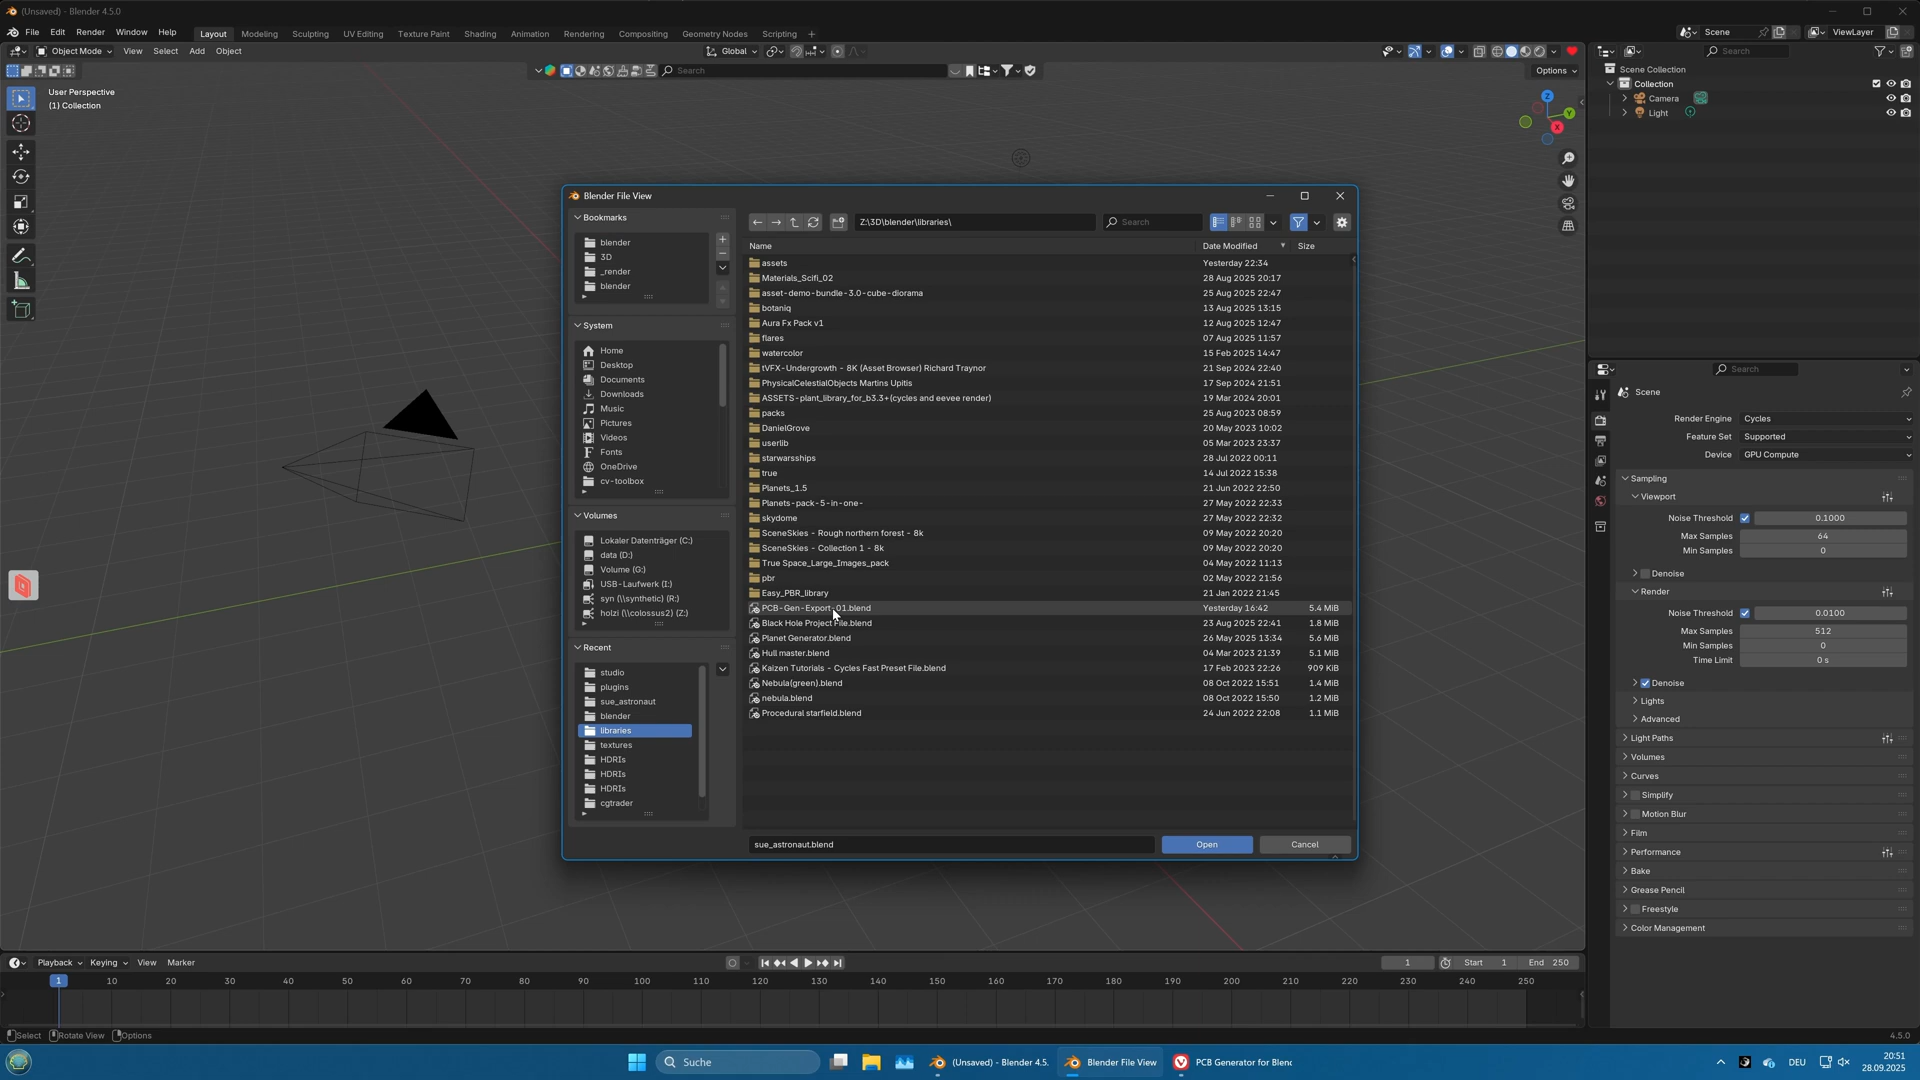 (Unsaved) - Blender 4.5.0
File Edit Render Window Help Layout Modeling Sculpting UV Editing Texture Paint Shading Animation Rendering Compositing Geometry Nodes Scripting + Scene ViewLayer
Object Mode View Select Add Object Global Search
Search Options
User Perspective
(1) Collection
Z
Y
X
Scene Collection
Collection
Camera
Light
Blender File View
Bookmarks
blender
3D
_render
blender
System
Home
Desktop
Documents
Downloads
Music
Pictures
Videos
Fonts
OneDrive
cv-toolbox
Volumes
Lokaler Datenträger (C:)
data (D:)
Volume (G:)
USB-Laufwerk (I:)
syn (\\synthetic) (R:)
holzi (\\colossus2) (Z:)
Recent
studio
plugins
sue_astronaut
blender
libraries
textures
HDRIs
HDRIs
HDRIs
cgtrader
Z:\3D\blender\libraries\ Search
Name Date Modified Size
assets Yesterday 22:34
Materials_Scifi_02 28 Aug 2025 20:17
asset-demo-bundle-3.0-cube-diorama 25 Aug 2025 22:47
botaniq 13 Aug 2025 13:15
Aura Fx Pack v1 12 Aug 2025 12:47
flares 07 Aug 2025 11:57
watercolor 15 Feb 2025 14:47
tVFX-Undergrowth - 8K (Asset Browser) Richard Traynor 21 Sep 2024 22:40
PhysicalCelestialObjects Martins Upitis 17 Sep 2024 21:51
ASSETS-plant_library_for_b3.3+(cycles and eevee render) 19 Mar 2024 20:01
packs 25 Aug 2023 08:59
DanielGrove 20 May 2023 10:02
userlib 05 Mar 2023 23:37
starwarsships 28 Jul 2022 00:11
true 14 Jul 2022 15:38
Planets_1.5 21 Jun 2022 22:50
Planets-pack-5-in-one- 27 May 2022 22:33
skydome 27 May 2022 22:32
SceneSkies - Rough northern forest - 8k 09 May 2022 20:20
SceneSkies - Collection 1 - 8k 09 May 2022 20:20
True Space_Large_Images_pack 04 May 2022 11:13
pbr 02 May 2022 21:56
Easy_PBR_library 21 Jan 2022 21:45
PCB-Gen-Export-01.blend Yesterday 16:42 5.4 MiB
Black Hole Project File.blend 23 Aug 2025 22:41 1.8 MiB
Planet Generator.blend 26 May 2025 13:34 5.6 MiB
Hull master.blend 04 Mar 2023 21:39 5.1 MiB
Kaizen Tutorials - Cycles Fast Preset File.blend 17 Feb 2023 22:26 909 KiB
Nebula(green).blend 08 Oct 2022 15:51 1.4 MiB
nebula.blend 08 Oct 2022 15:50 1.2 MiB
Procedural starfield.blend 24 Jun 2022 22:08 1.1 MiB
sue_astronaut.blend Open Cancel
Search
Scene
Render Engine Cycles
Feature Set Supported
Device GPU Compute
Sampling
Viewport
Noise Threshold 0.1000
Max Samples 64
Min Samples 0
Denoise
Render
Noise Threshold 0.0100
Max Samples 512
Min Samples 0
Time Limit 0 s
Denoise
Lights
Advanced
Light Paths
Volumes
Curves
Simplify
Motion Blur
Film
Performance
Bake
Grease Pencil
Freestyle
Color Management
Playback Keying View Marker 1 Start 1 End 250
1 10 20 30 40 50 60 70 80 90 100 110 120 130 140 150 160 170 180 190 200 210 220 230 240 250
Select Rotate View Options 4.5.0
Suche (Unsaved) - Blender 4.5. Blender File View PCB Generator for Blenc DEU 20:51
28.09.2025